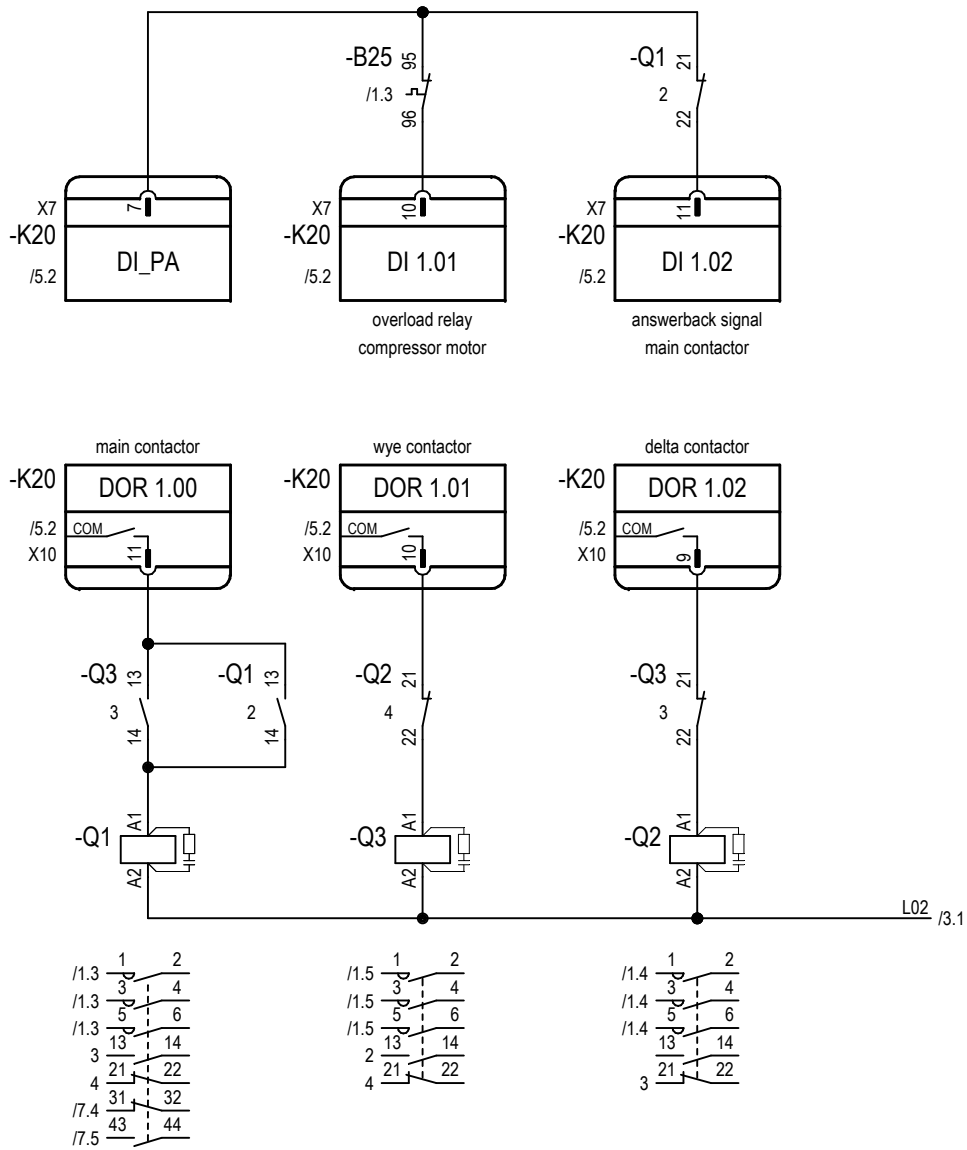 -B25 95
/1.3
96
-Q1 21
2
22
X7 7
-K20
DI_PA
/5.2
X7 10
-K20
DI 1.01
/5.2
overload relay
compressor motor
X7 11
-K20
DI 1.02
/5.2
answerback signal
main contactor
main contactor
-K20 DOR 1.00
/5.2 COM
X10 11
wye contactor
-K20 DOR 1.01
/5.2 COM
X10 10
delta contactor
-K20 DOR 1.02
/5.2 COM
X10 9
-Q3 13
3
14
-Q1 13
2
14
-Q2 21
4
22
-Q3 21
3
22
-Q1 A1
A2
-Q3 A1
A2
-Q2 A1
A2
L02 /3.1
/1.3 1 2
/1.3 3 4
/1.3 5 6
3 13 14
4 21 22
/7.4 31 32
/7.5 43 44
/1.5 1 2
/1.5 3 4
/1.5 5 6
2 13 14
4 21 22
/1.4 1 2
/1.4 3 4
/1.4 5 6
13 14
3 21 22